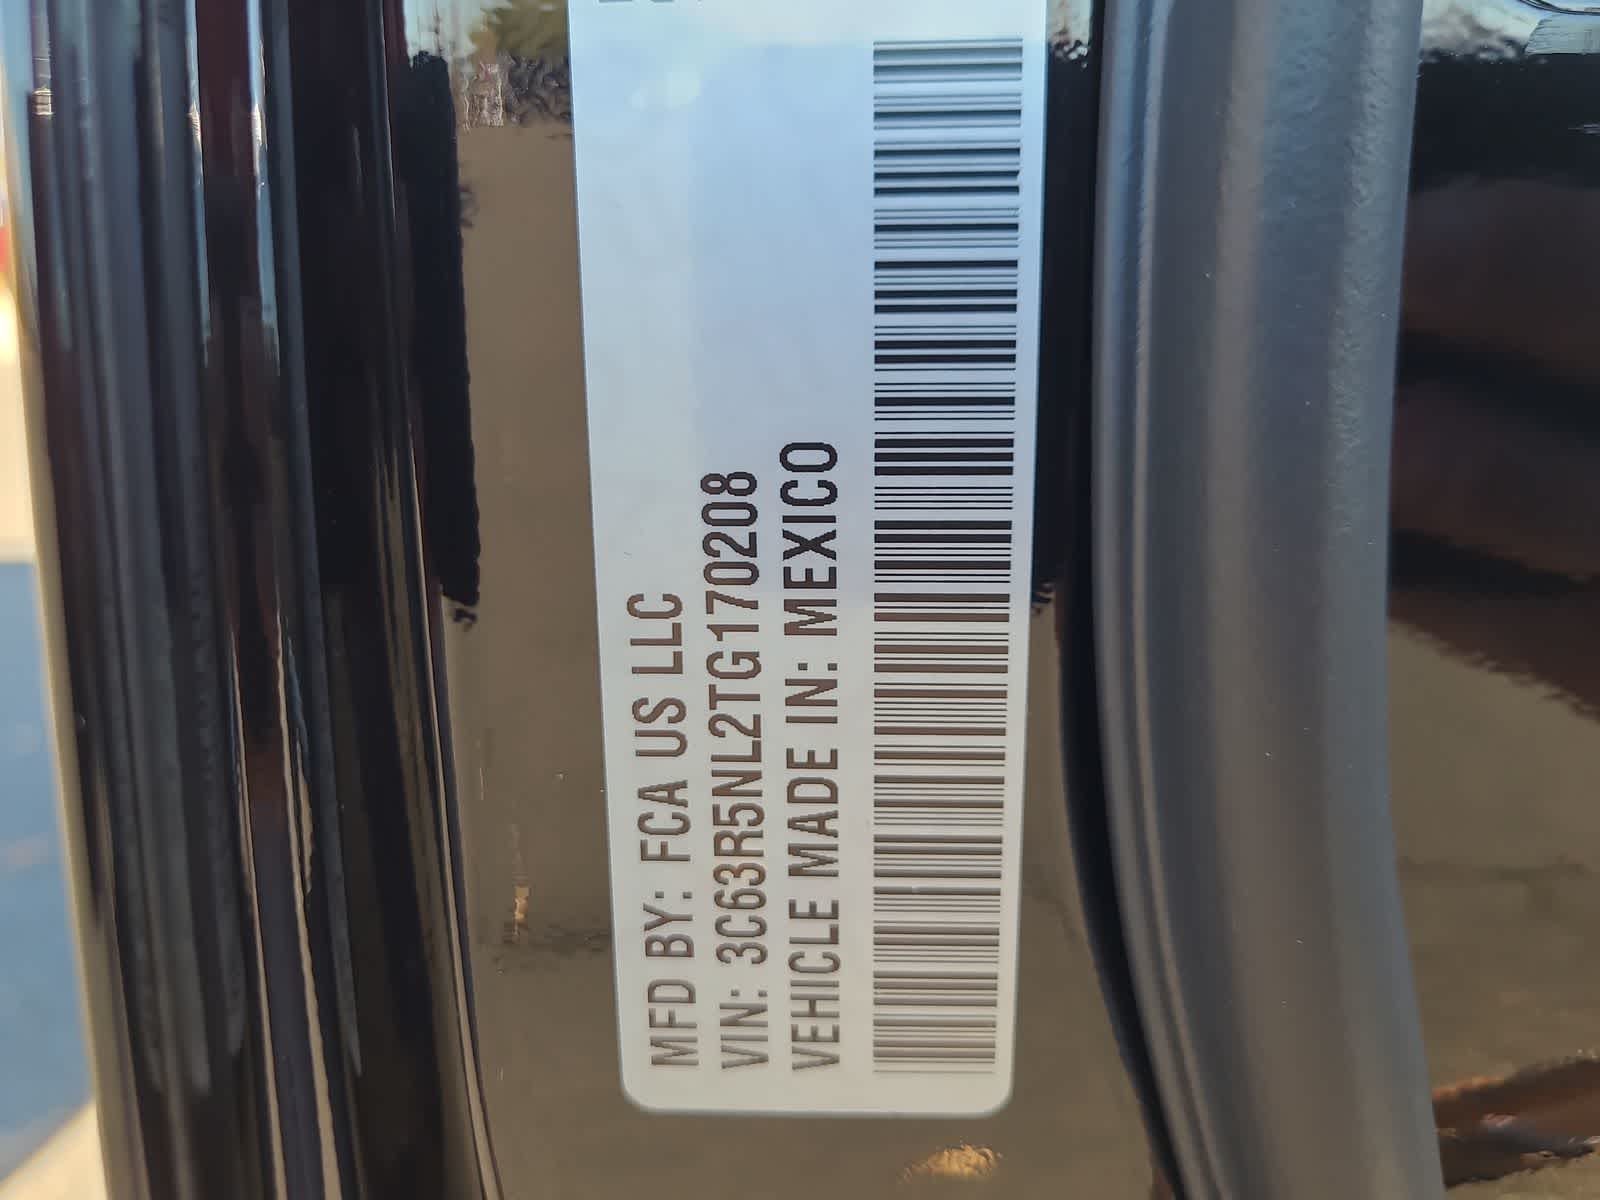 MFD BY: FCA US LLC
VIN: 3C63R5NL2TG170208
VEHICLE MADE IN: MEXICO